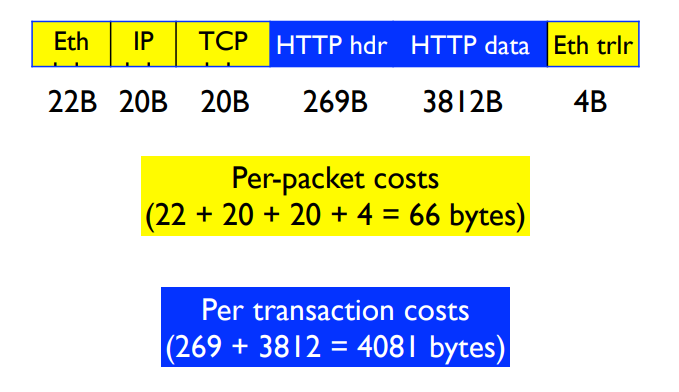 Eth IP TCP HTTP hdr HTTP data Eth trlr
22B 20B 20B 269B 3812B 4B
Per-packet costs
(22 + 20 + 20 + 4 = 66 bytes)
Per transaction costs
(269 + 3812 = 4081 bytes)